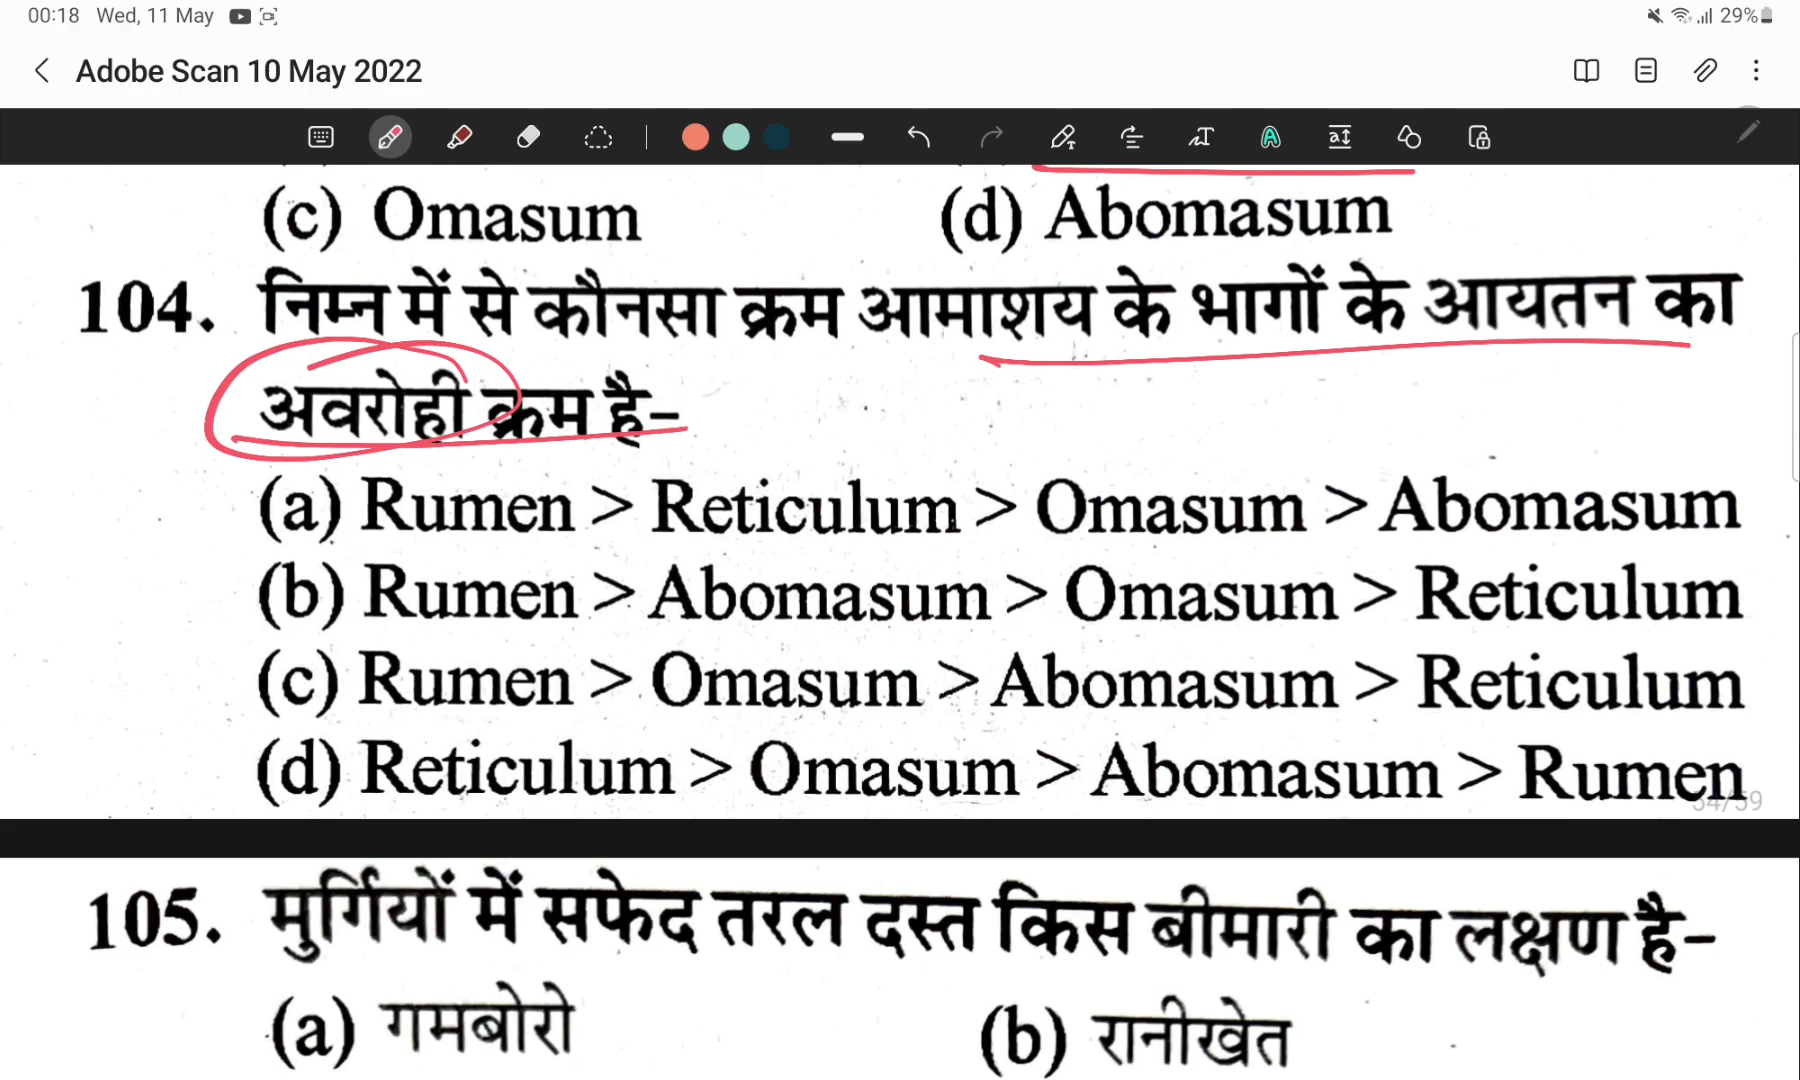 00:18 Wed, 11 May 29%
Adobe Scan 10 May 2022
(c) Omasum (d) Abomasum
104. निम्न में से कौनसा क्रम आमाशय के भागों के आयतन का
अवरोही क्रम है-
(a) Rumen > Reticulum > Omasum > Abomasum
(b) Rumen > Abomasum > Omasum > Reticulum
(c) Rumen > Omasum > Abomasum > Reticulum
(d) Reticulum > Omasum > Abomasum > Rumen
54/59
105. मुर्गियों में सफेद तरल दस्त किस बीमारी का लक्षण है-
(a) गमबोरो (b) रानीखेत